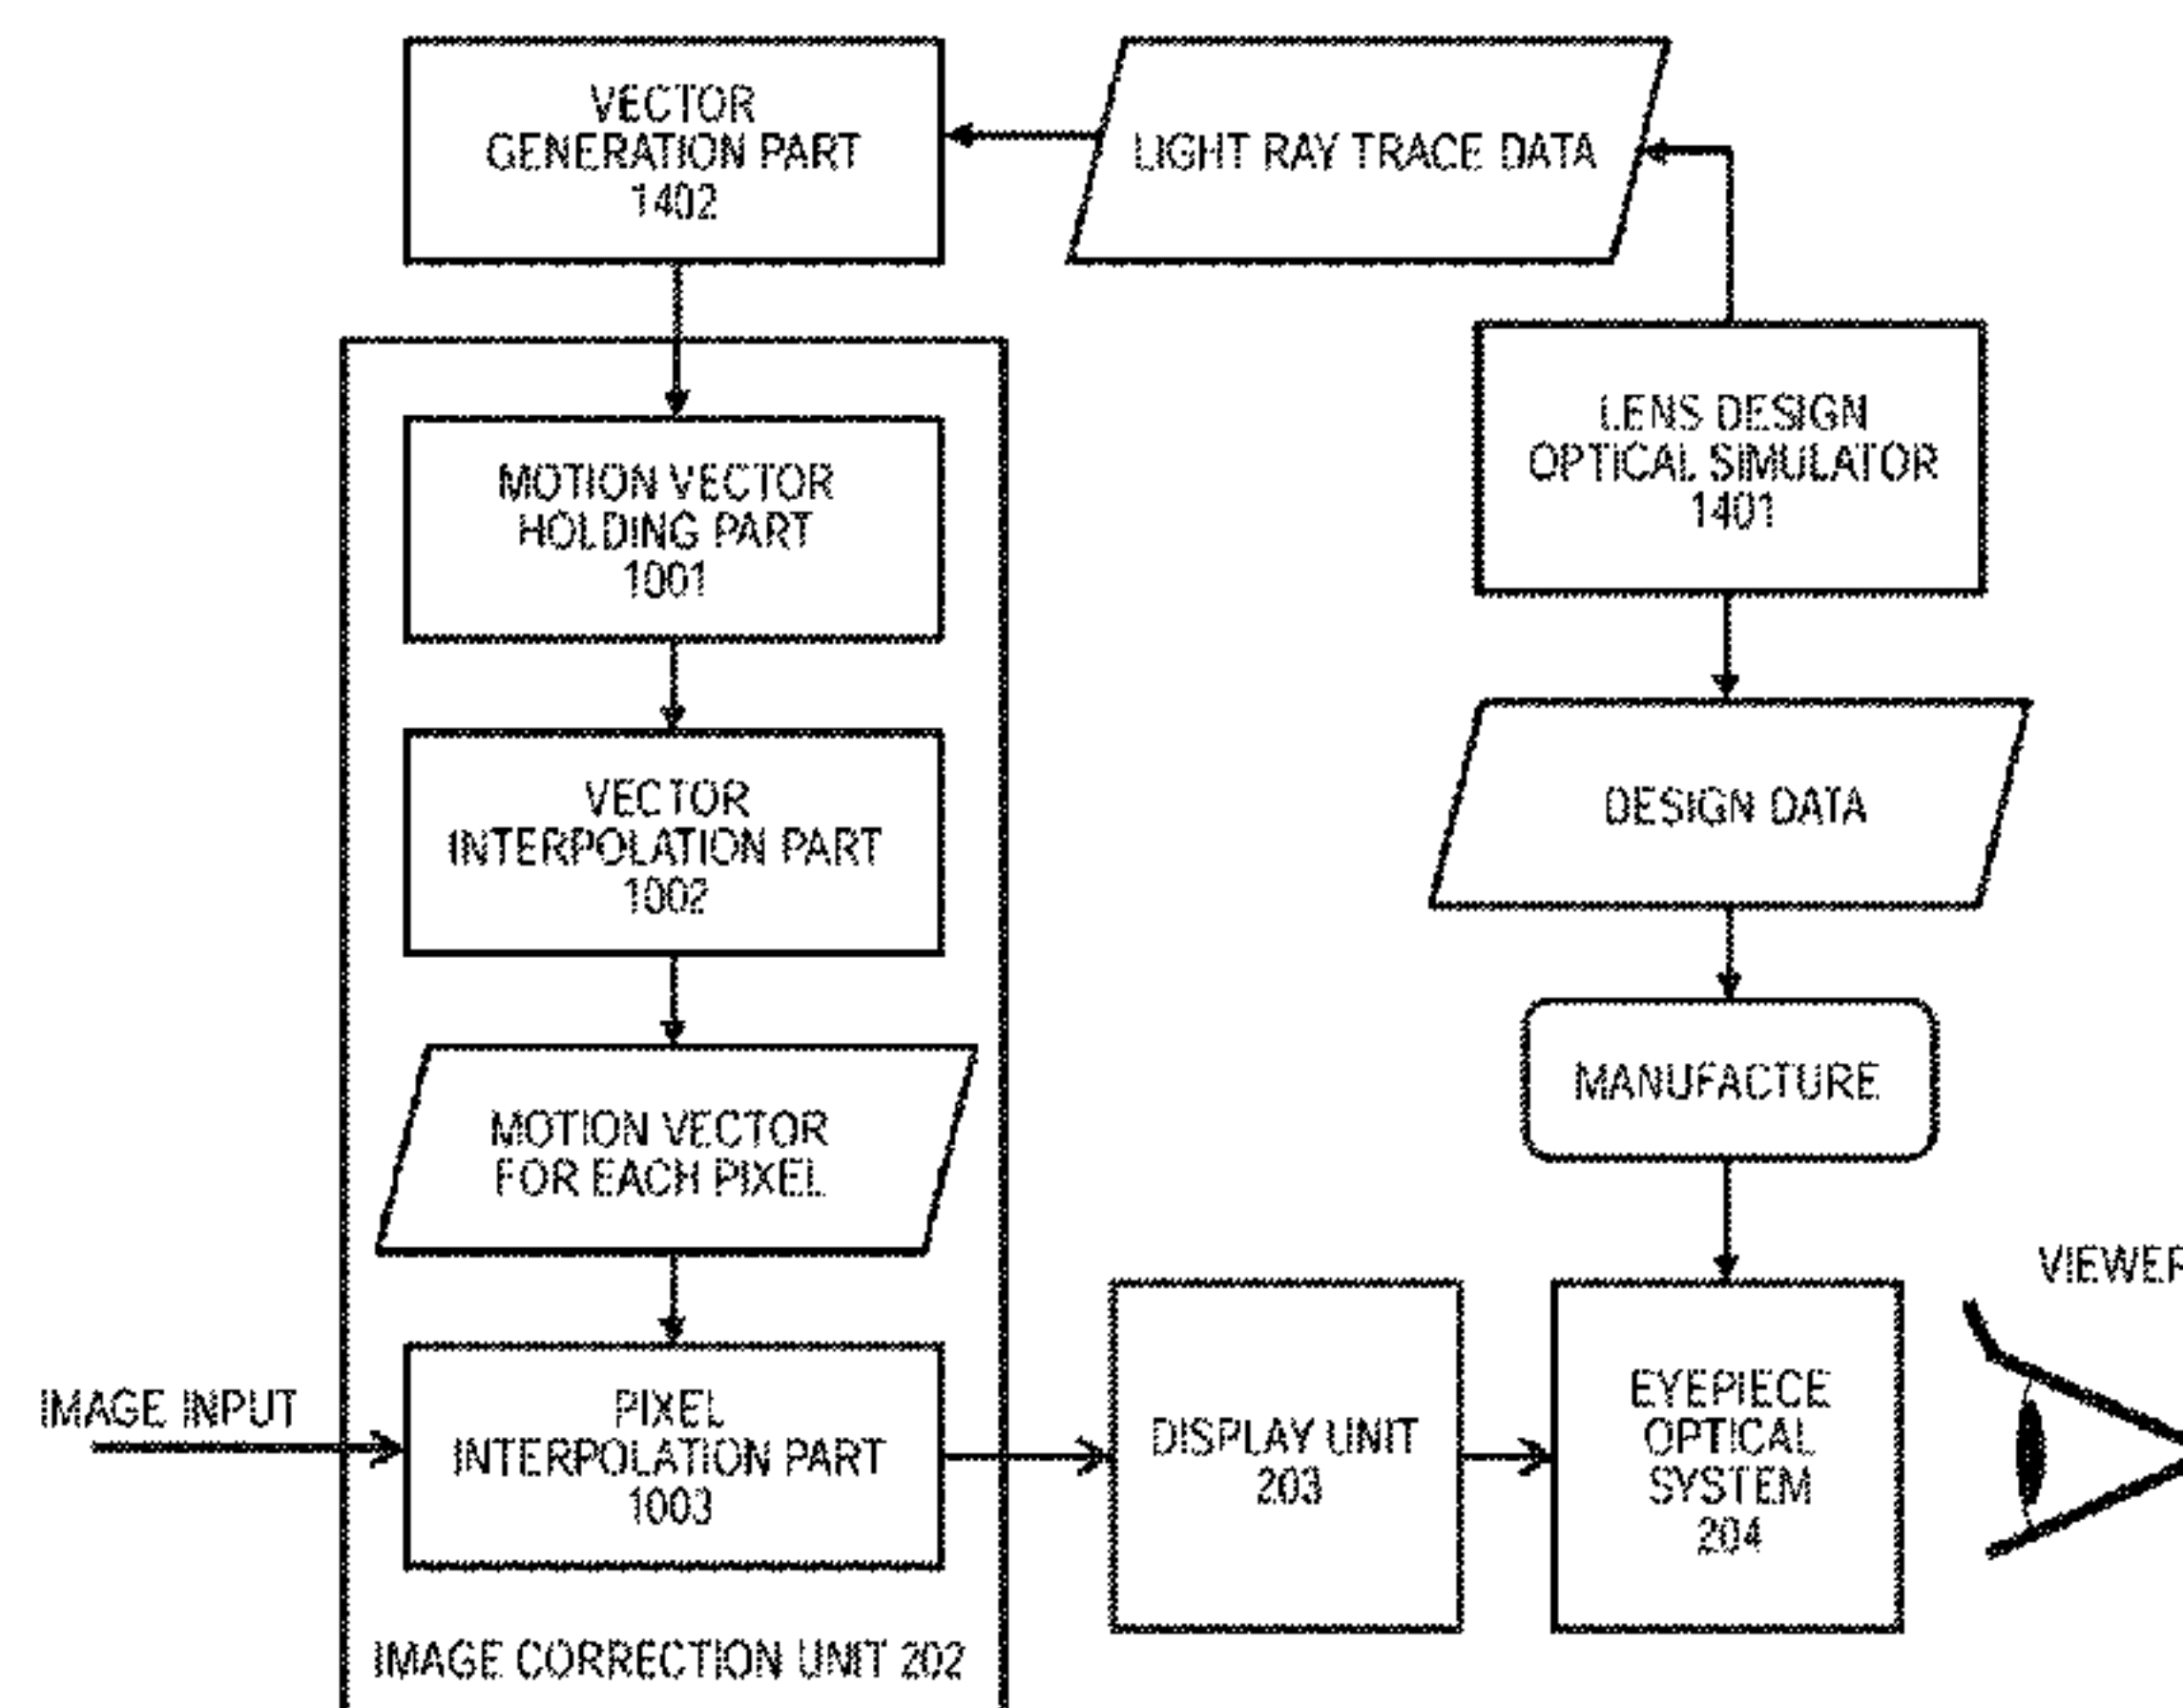 VECTOR
GENERATION PART
1402
LIGHT RAY TRACE DATA
LENS DESIGN
OPTICAL SIMULATOR
1401
MOTION VECTOR
HOLDING PART
1001
VECTOR
INTERPOLATION PART
1002
DESIGN DATA
MANUFACTURE
MOTION VECTOR
FOR EACH PIXEL
VIEWER
IMAGE INPUT
PIXEL
INTERPOLATION PART
1003
DISPLAY UNIT
203
EYEPIECE
OPTICAL
SYSTEM
204
IMAGE CORRECTION UNIT 202